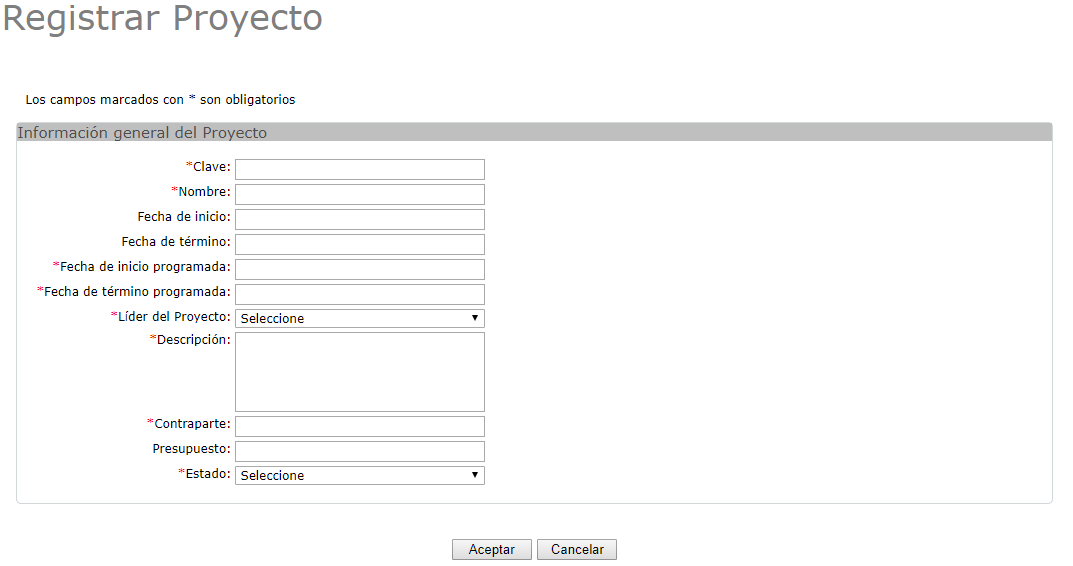 Registrar Proyecto
Los campos marcados con * son obligatorios
Información general del Proyecto
*Clave:
*Nombre:
Fecha de inicio:
Fecha de término:
*Fecha de inicio programada:
*Fecha de término programada:
*Líder del Proyecto: Seleccione
*Descripción:
*Contraparte:
Presupuesto:
*Estado: Seleccione
Aceptar Cancelar